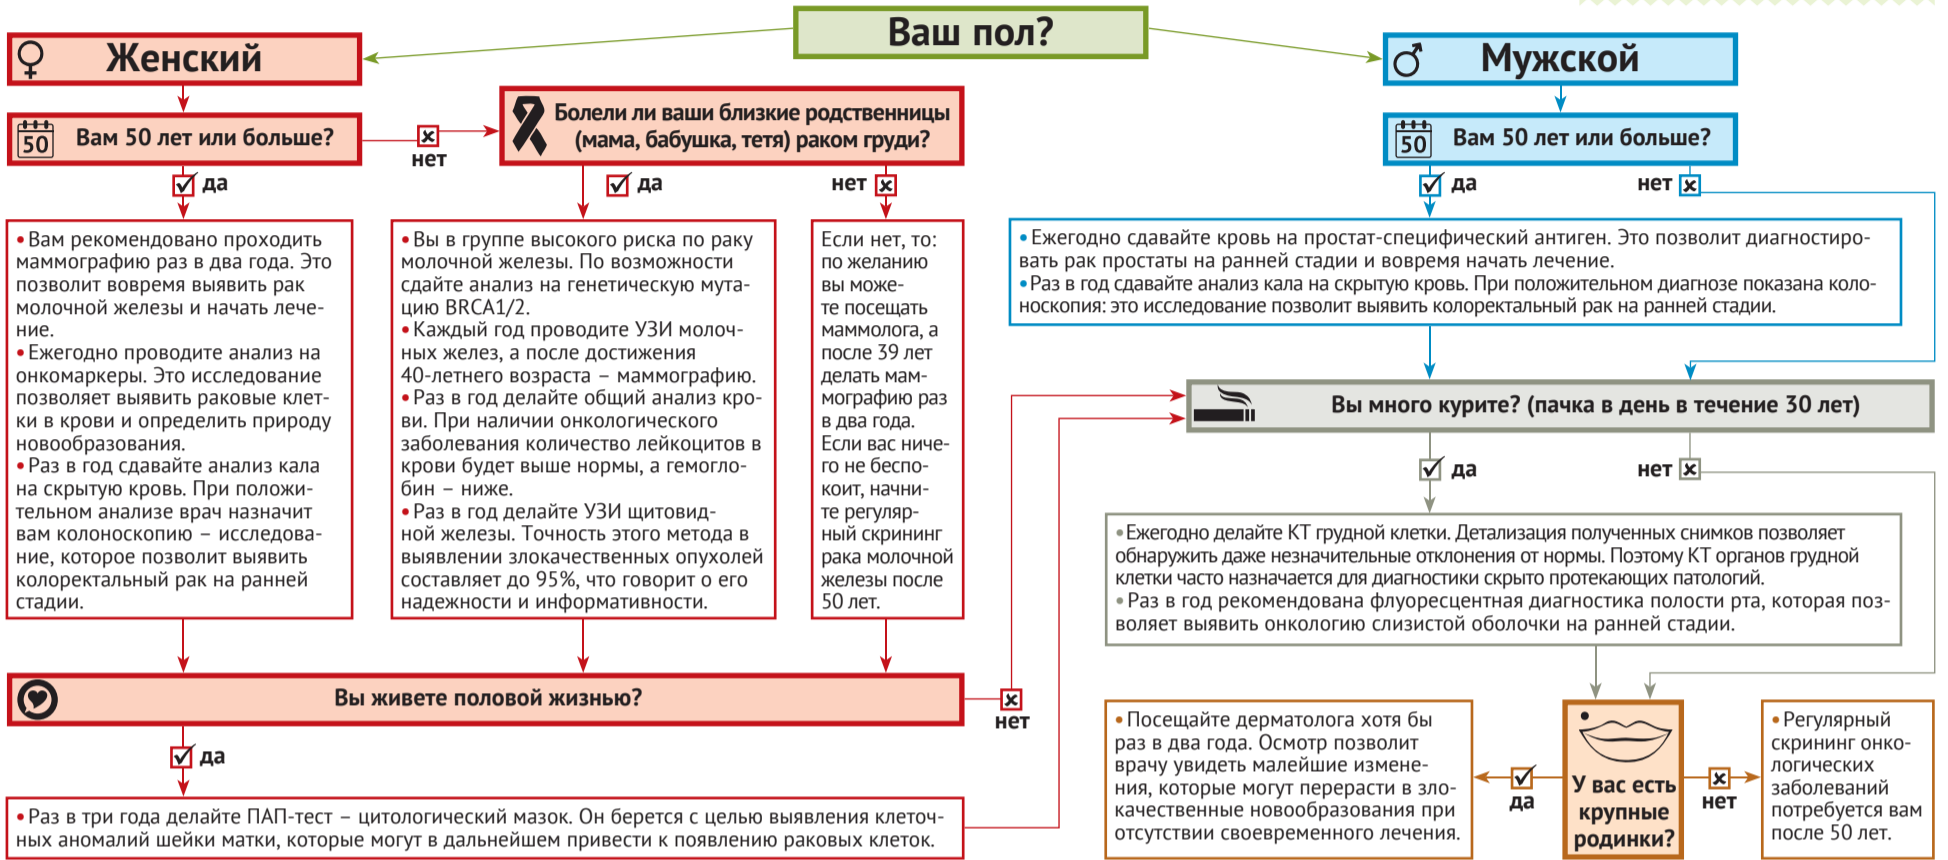 Ваш пол?
Женский
50
Вам 50 лет или больше?
нет
да
Болели ли ваши близкие родственницы
(мама, бабушка, тетя) раком груди?
да
нет
• Вам рекомендовано проходить
маммографию раз в два года. Это
позволит вовремя выявить рак
молочной железы и начать лече-
ние.
• Ежегодно проводите анализ на
онкомаркеры. Это исследование
позволяет выявить раковые клет-
ки в крови и определить природу
новообразования.
• Раз в год сдавайте анализ кала
на скрытую кровь. При положи-
тельном анализе врач назначит
вам колоноскопию – исследова-
ние, которое позволит выявить
колоректальный рак на ранней
стадии.
• Вы в группе высокого риска по раку
молочной железы. По возможности
сдайте анализ на генетическую мута-
цию BRCA1/2.
• Каждый год проводите УЗИ молоч-
ных желез, а после достижения
40-летнего возраста – маммографию.
• Раз в год делайте общий анализ кро-
ви. При наличии онкологического
заболевания количество лейкоцитов в
крови будет выше нормы, а гемогло-
бин – ниже.
• Раз в год делайте УЗИ щитовид-
ной железы. Точность этого метода в
выявлении злокачественных опухолей
составляет до 95%, что говорит о его
надежности и информативности.
Если нет, то:
по желанию
вы може-
те посещать
маммолога, а
после 39 лет
делать мам-
мографию раз
в два года.
Если вас ниче-
го не беспо-
коит, начни-
те регуляр-
ный скрининг
рака молочной
железы после
50 лет.
Вы живете половой жизнью?
нет
да
• Раз в три года делайте ПАП-тест – цитологический мазок. Он берется с целью выявления клеточ-
ных аномалий шейки матки, которые могут в дальнейшем привести к появлению раковых клеток.
Мужской
50
Вам 50 лет или больше?
да
нет
• Ежегодно сдавайте кровь на простат-специфический антиген. Это позволит диагностиро-
вать рак простаты на ранней стадии и вовремя начать лечение.
• Раз в год сдавайте анализ кала на скрытую кровь. При положительном диагнозе показана коло-
носкопия: это исследование позволит выявить колоректальный рак на ранней стадии.
Вы много курите? (пачка в день в течение 30 лет)
да
нет
• Ежегодно делайте КТ грудной клетки. Детализация полученных снимков позволяет
обнаружить даже незначительные отклонения от нормы. Поэтому КТ органов грудной
клетки часто назначается для диагностики скрыто протекающих патологий.
• Раз в год рекомендована флуоресцентная диагностика полости рта, которая поз-
воляет выявить онкологию слизистой оболочки на ранней стадии.
У вас есть
крупные
родинки?
да
нет
• Посещайте дерматолога хотя бы
раз в два года. Осмотр позволит
врачу увидеть малейшие измене-
ния, которые могут перерасти в зло-
качественные новообразования при
отсутствии своевременного лечения.
• Регулярный
скрининг онко-
логических
заболеваний
потребуется вам
после 50 лет.